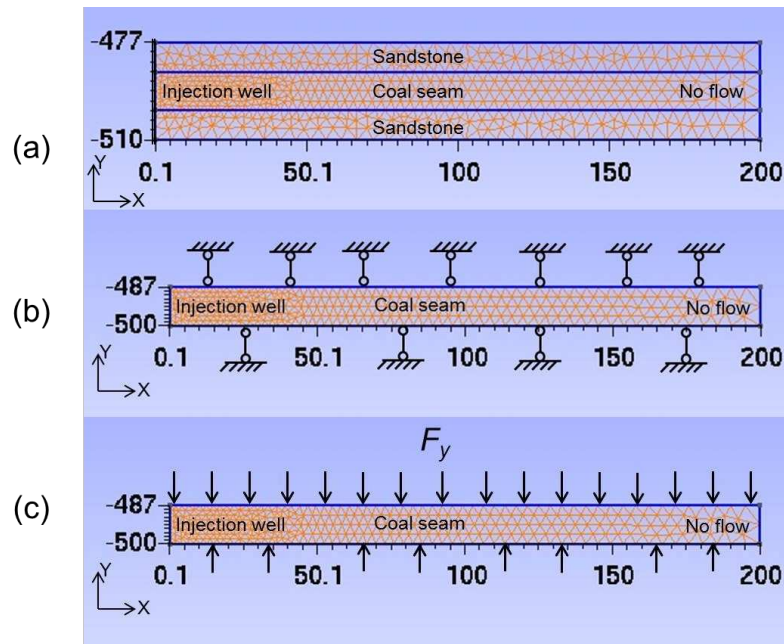 (a)
-477
Sandstone
Injection well Coal seam No flow
Sandstone
-510
0.1 50.1 100 150 200
Y
X
(b)
-487
Injection well Coal seam No flow
-500
0.1 50.1 100 150 200
Y
X
(c)
Fy
-487
Injection well Coal seam No flow
-500
0.1 50.1 100 150 200
Y
X